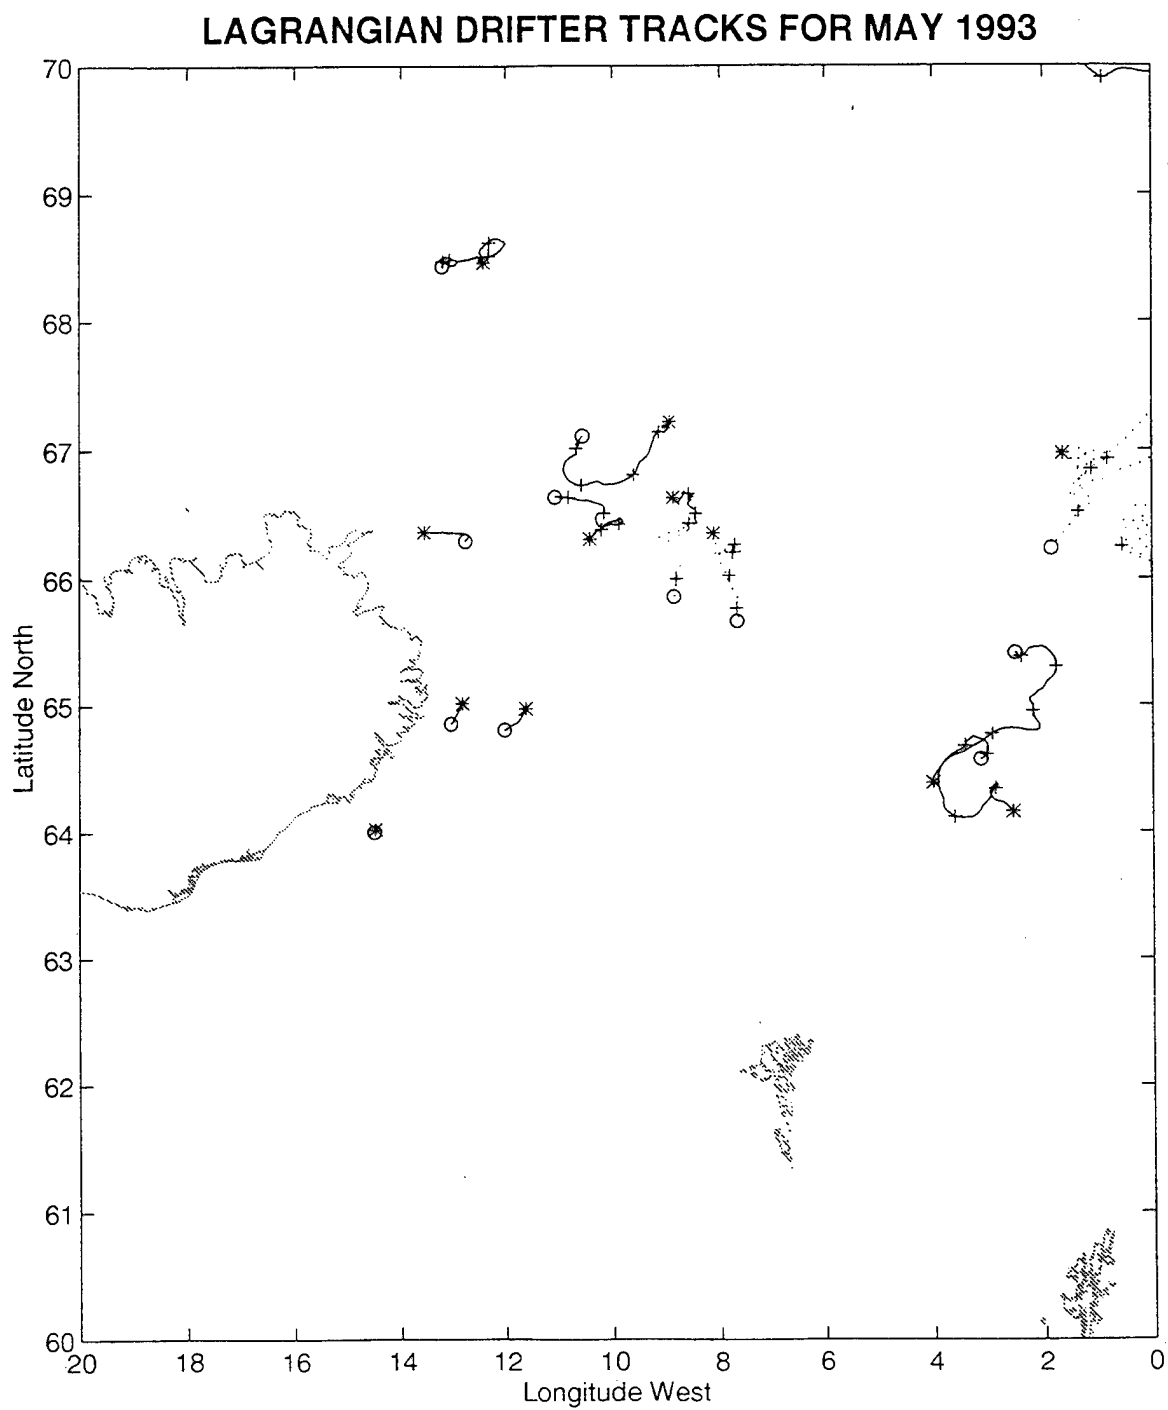 LAGRANGIAN DRIFTER TRACKS FOR MAY 1993
70
69
68
67
66
65
64
63
62
61
60
Latitude North
20 18 16 14 12 10 8 6 4 2 0
Longitude West